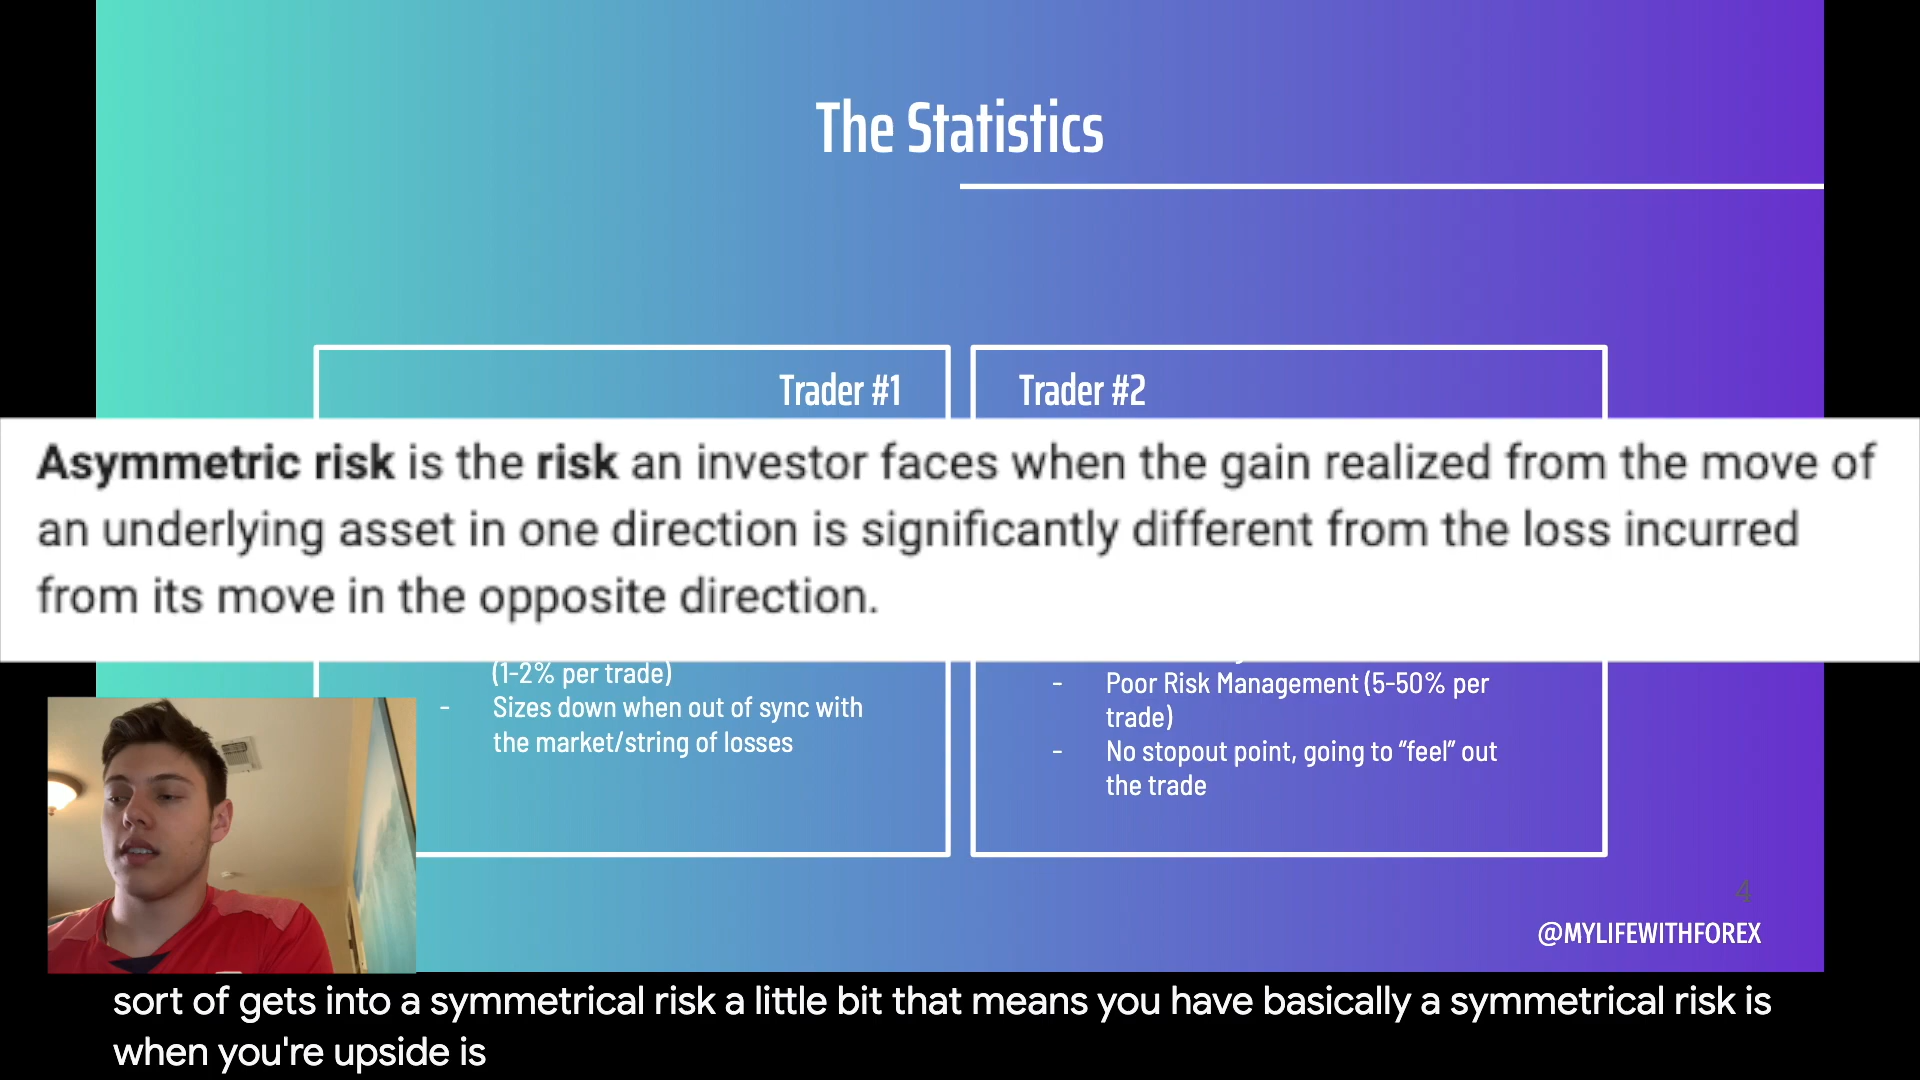 The Statistics
Trader #1
Trader #2
Asymmetric risk is the risk an investor faces when the gain realized from the move of
an underlying asset in one direction is significantly different from the loss incurred
from its move in the opposite direction.
(1-2% per trade)
- Sizes down when out of sync with
the market/string of losses
- Poor Risk Management (5-50% per
trade)
- No stopout point, going to “feel” out
the trade
4
@MYLIFEWITHFOREX
sort of gets into a symmetrical risk a little bit that means you have basically a symmetrical risk is
when you're upside is